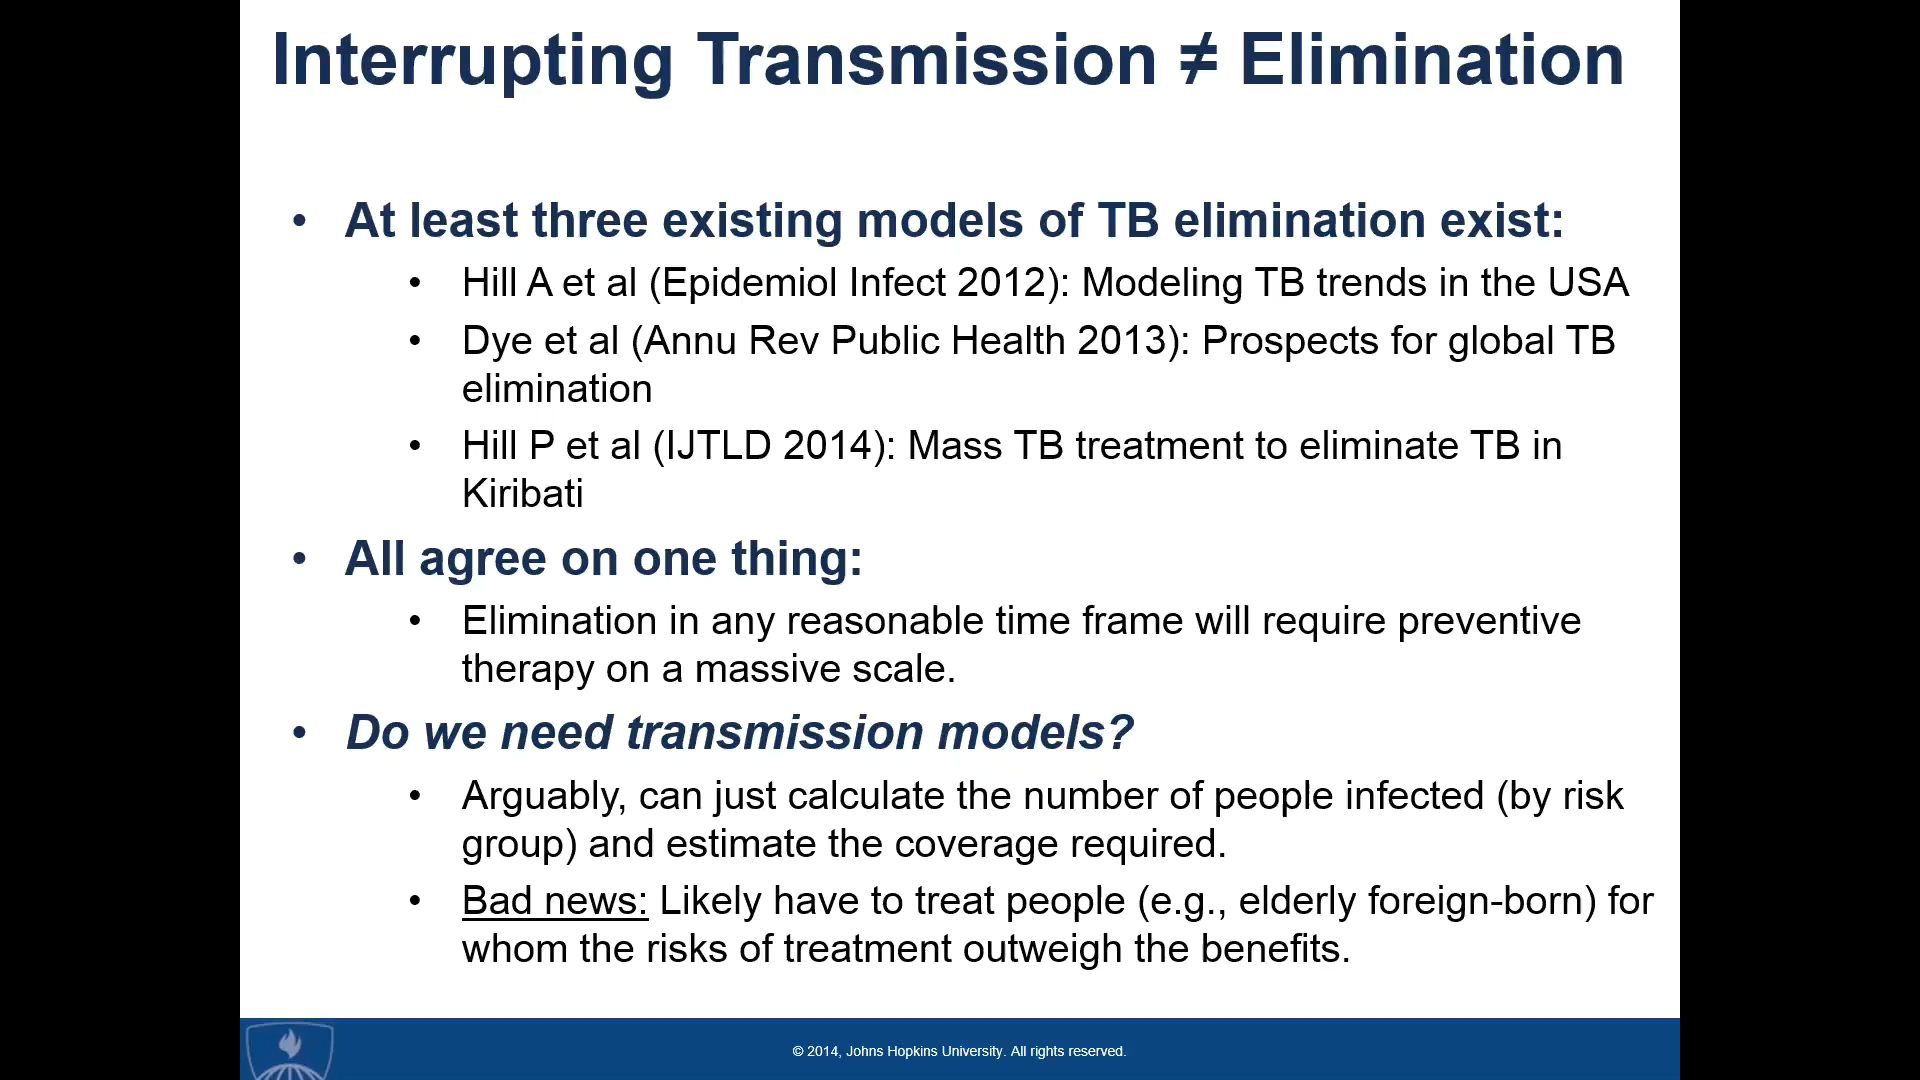 Interrupting Transmission ≠ Elimination
• At least three existing models of TB elimination exist:
• Hill A et al (Epidemiol Infect 2012): Modeling TB trends in the USA
• Dye et al (Annu Rev Public Health 2013): Prospects for global TB
elimination
• Hill P et al (IJTLD 2014): Mass TB treatment to eliminate TB in
Kiribati
• All agree on one thing:
• Elimination in any reasonable time frame will require preventive
therapy on a massive scale.
• Do we need transmission models?
• Arguably, can just calculate the number of people infected (by risk
group) and estimate the coverage required.
• Bad news: Likely have to treat people (e.g., elderly foreign-born) for
whom the risks of treatment outweigh the benefits.
© 2014, Johns Hopkins University. All rights reserved.